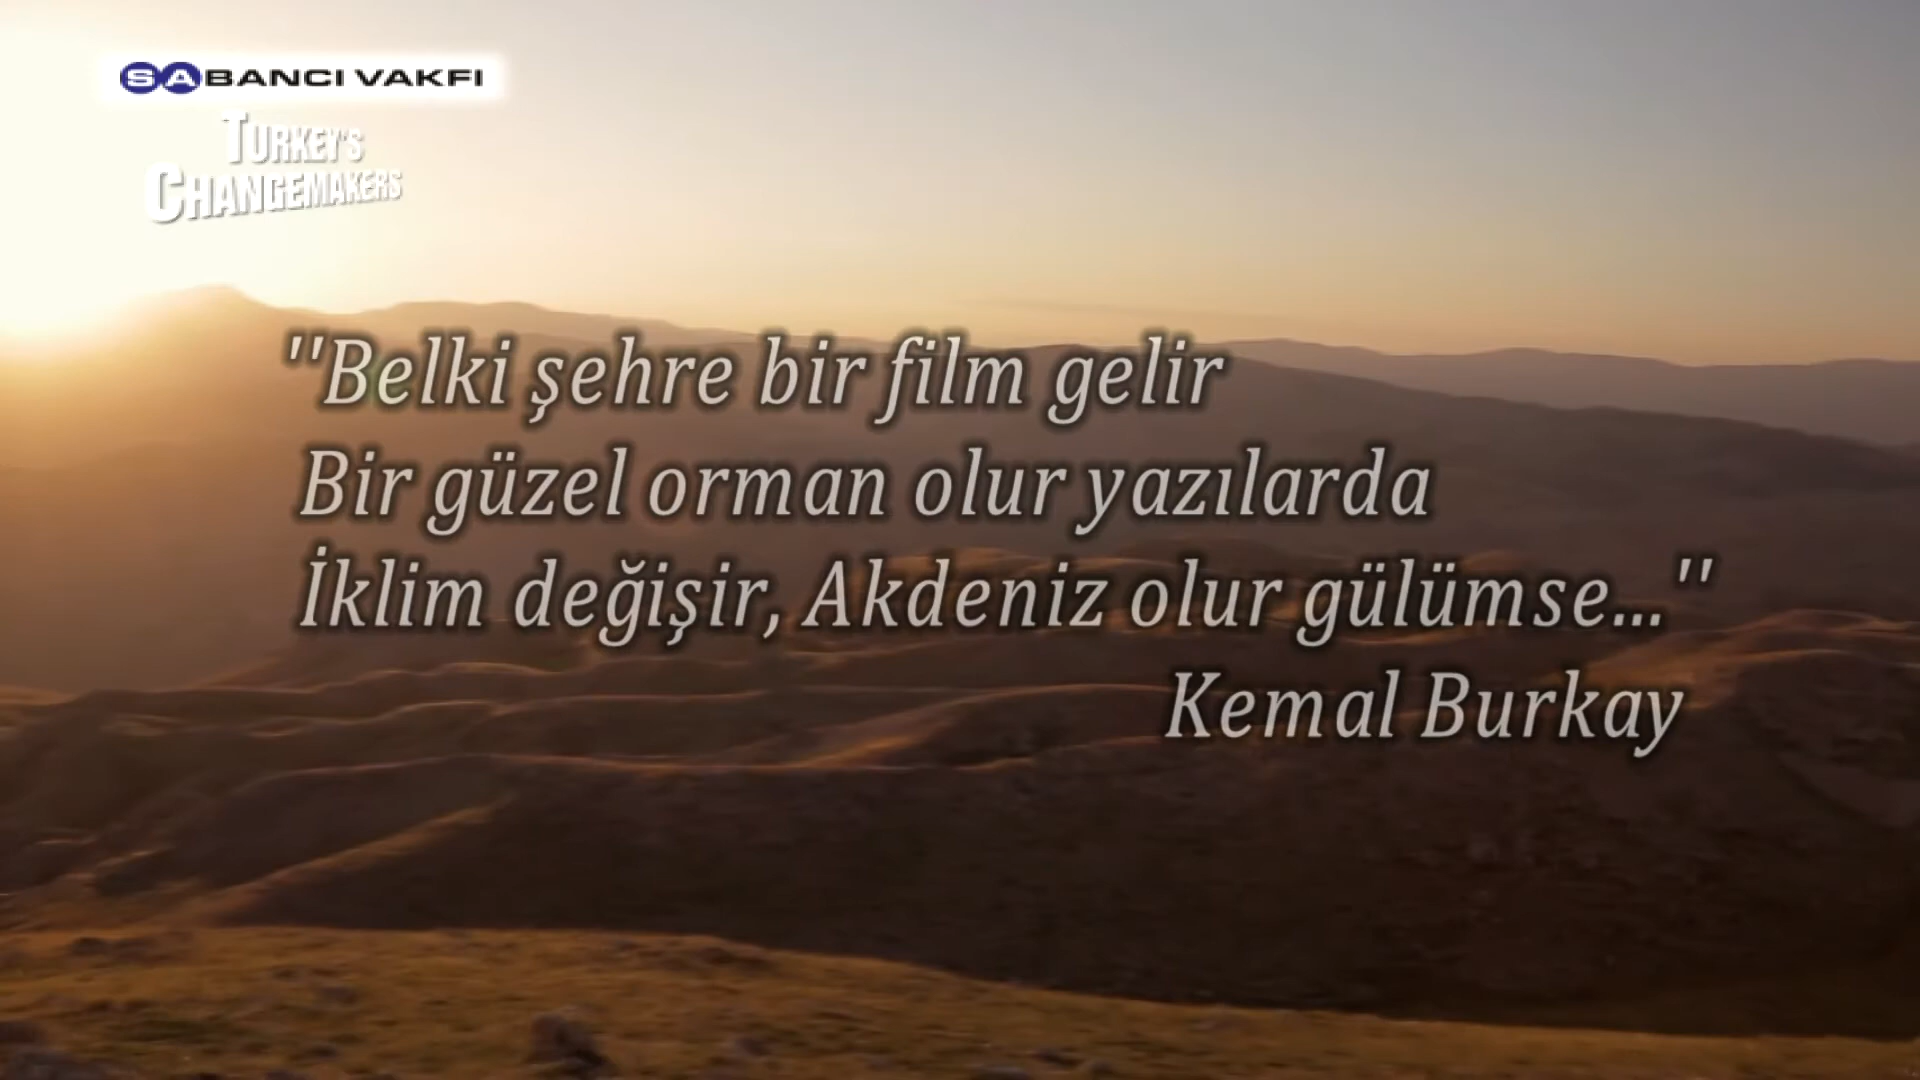 SABANCI VAKFI
TURKEY'S
CHANGEMAKERS
"Belki şehre bir film gelir
Bir güzel orman olur yazılarda
İklim değişir, Akdeniz olur gülümse..."
Kemal Burkay